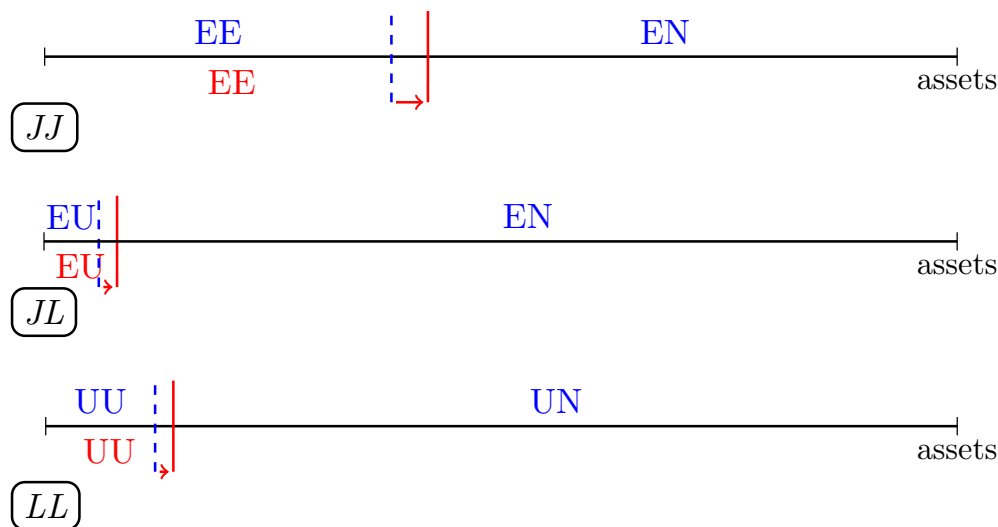 EE EN
EE
assets
JJ
EU EN
EU
assets
JL
UU UN
UU
assets
LL